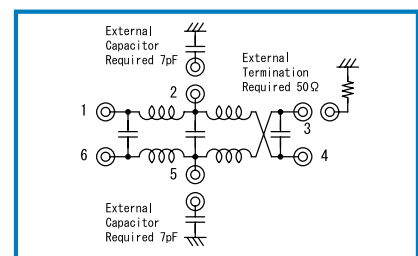 External
Capacitor
Required 7pF
External
Termination
Required 50Ω
1
2
3
6
5
4
External
Capacitor
Required 7pF